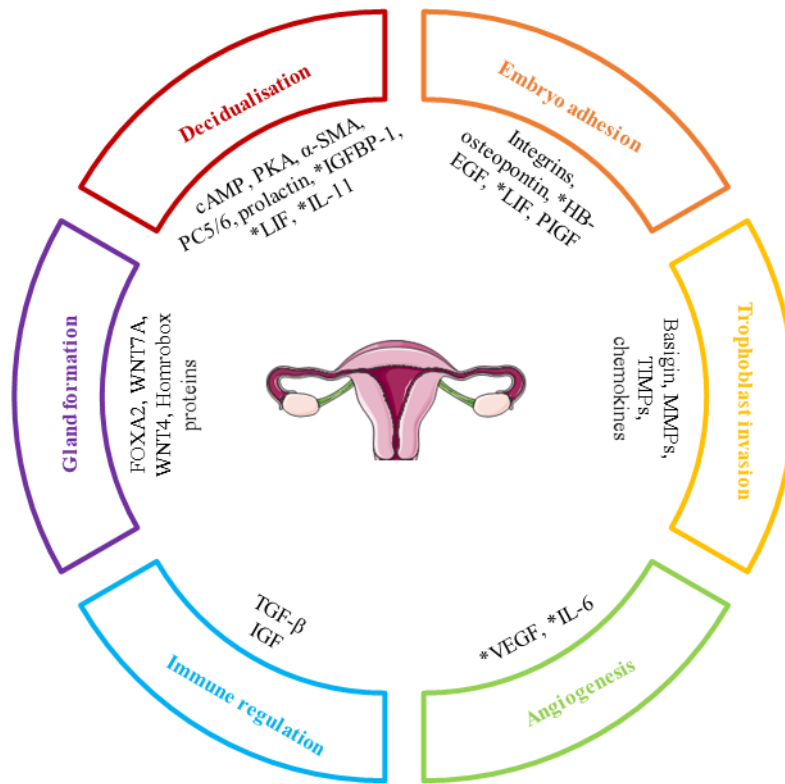 Decidualisation
cAMP, PKA, α-SMA,
PC5/6, prolactin, *IGFBP-1,
*LIF, *IL-11
Embryo adhesion
Integrins,
osteopontin, *HB-
EGF, *LIF, PIGF
Trophoblast invasion
Basigin, MMPs,
TIMPs,
chemokines
Angiogenesis
*VEGF, *IL-6
Immune regulation
TGF-β
IGF
Gland formation
FOXA2, WNT7A,
WNT4, Homrobox
proteins